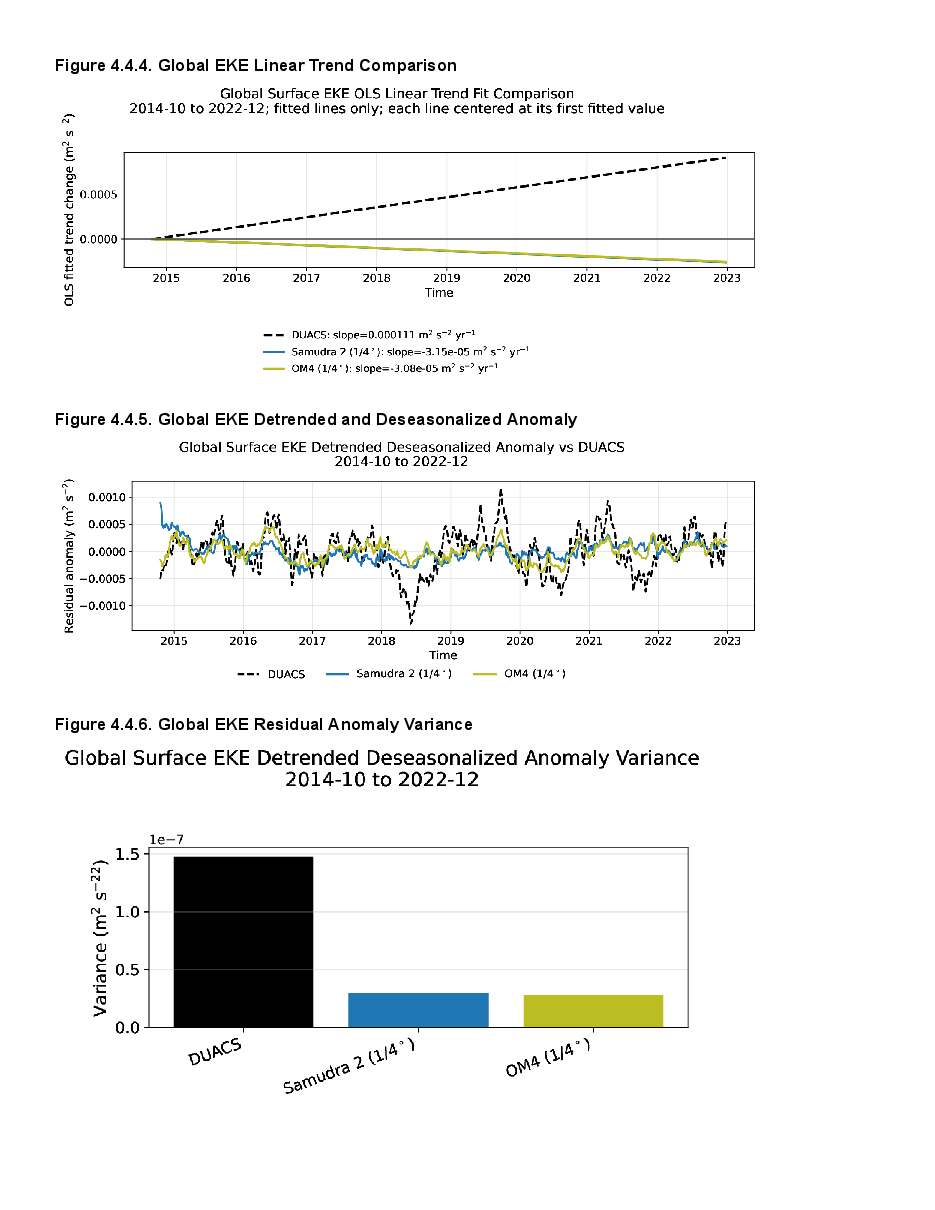 Figure 4.4.4. Global EKE Linear Trend Comparison
Global Surface EKE OLS Linear Trend Fit Comparison
2014-10 to 2022-12; fitted lines only; each line centered at its first fitted value
OLS fitted trend change (m² s⁻²)
0.0005
0.0000
2015 2016 2017 2018 2019 2020 2021 2022 2023
Time
DUACS: slope=0.000111 m² s⁻² yr⁻¹
Samudra 2 (1/4°): slope=-3.15e-05 m² s⁻² yr⁻¹
OM4 (1/4°): slope=-3.08e-05 m² s⁻² yr⁻¹
Figure 4.4.5. Global EKE Detrended and Deseasonalized Anomaly
Global Surface EKE Detrended Deseasonalized Anomaly vs DUACS
2014-10 to 2022-12
Residual anomaly (m² s⁻²)
0.0010
0.0005
0.0000
−0.0005
−0.0010
2015 2016 2017 2018 2019 2020 2021 2022 2023
Time
DUACS Samudra 2 (1/4°) OM4 (1/4°)
Figure 4.4.6. Global EKE Residual Anomaly Variance
Global Surface EKE Detrended Deseasonalized Anomaly Variance
2014-10 to 2022-12
1e−7
Variance (m² s⁻²²)
1.5
1.0
0.5
0.0
DUACS
Samudra 2 (1/4°)
OM4 (1/4°)